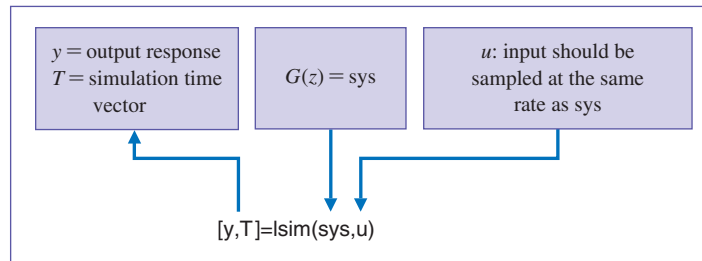 y = output response
T = simulation time
vector
G(z) = sys
u: input should be
sampled at the same
rate as sys
[y,T]=lsim(sys,u)